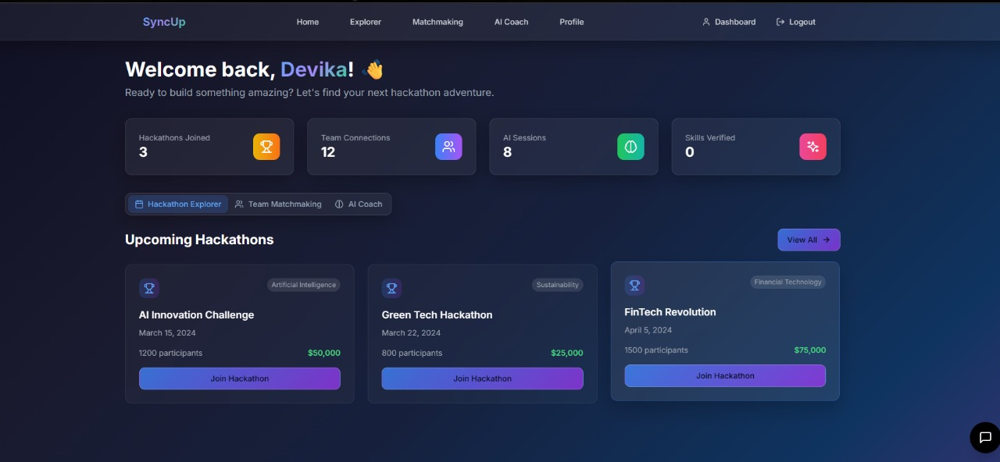 SyncUp Home Explorer Matchmaking AI Coach Profile Dashboard Logout
Welcome back, Devika! 👋
Ready to build something amazing? Let's find your next hackathon adventure.
Hackathons Joined
3
Team Connections
12
AI Sessions
8
Skills Verified
0
Hackathon Explorer Team Matchmaking AI Coach
Upcoming Hackathons View All
Artificial Intelligence
AI Innovation Challenge
March 15, 2024
1200 participants $50,000
Join Hackathon
Sustainability
Green Tech Hackathon
March 22, 2024
800 participants $25,000
Join Hackathon
Financial Technology
FinTech Revolution
April 5, 2024
1500 participants $75,000
Join Hackathon